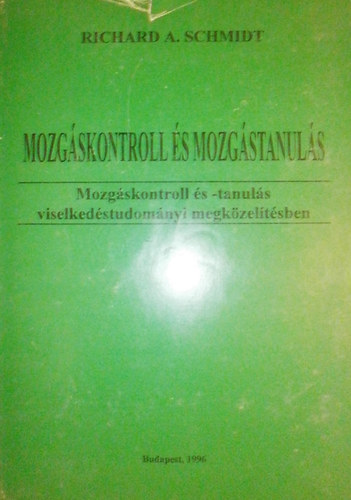 RICHARD A. SCHMIDT
MOZGÁSKONTROLL ÉS MOZGÁSTANULÁS
Mozgáskontroll és -tanulás
viselkedéstudományi megközelítésben
Budapest, 1996